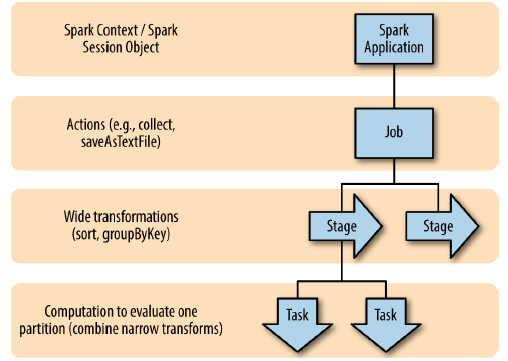 Spark Context / Spark
Session Object
Spark
Application
Actions (e.g., collect,
saveAsTextFile)
Job
Wide transformations
(sort, groupByKey)
Stage
Stage
Computation to evaluate one
partition (combine narrow transforms)
Task
Task